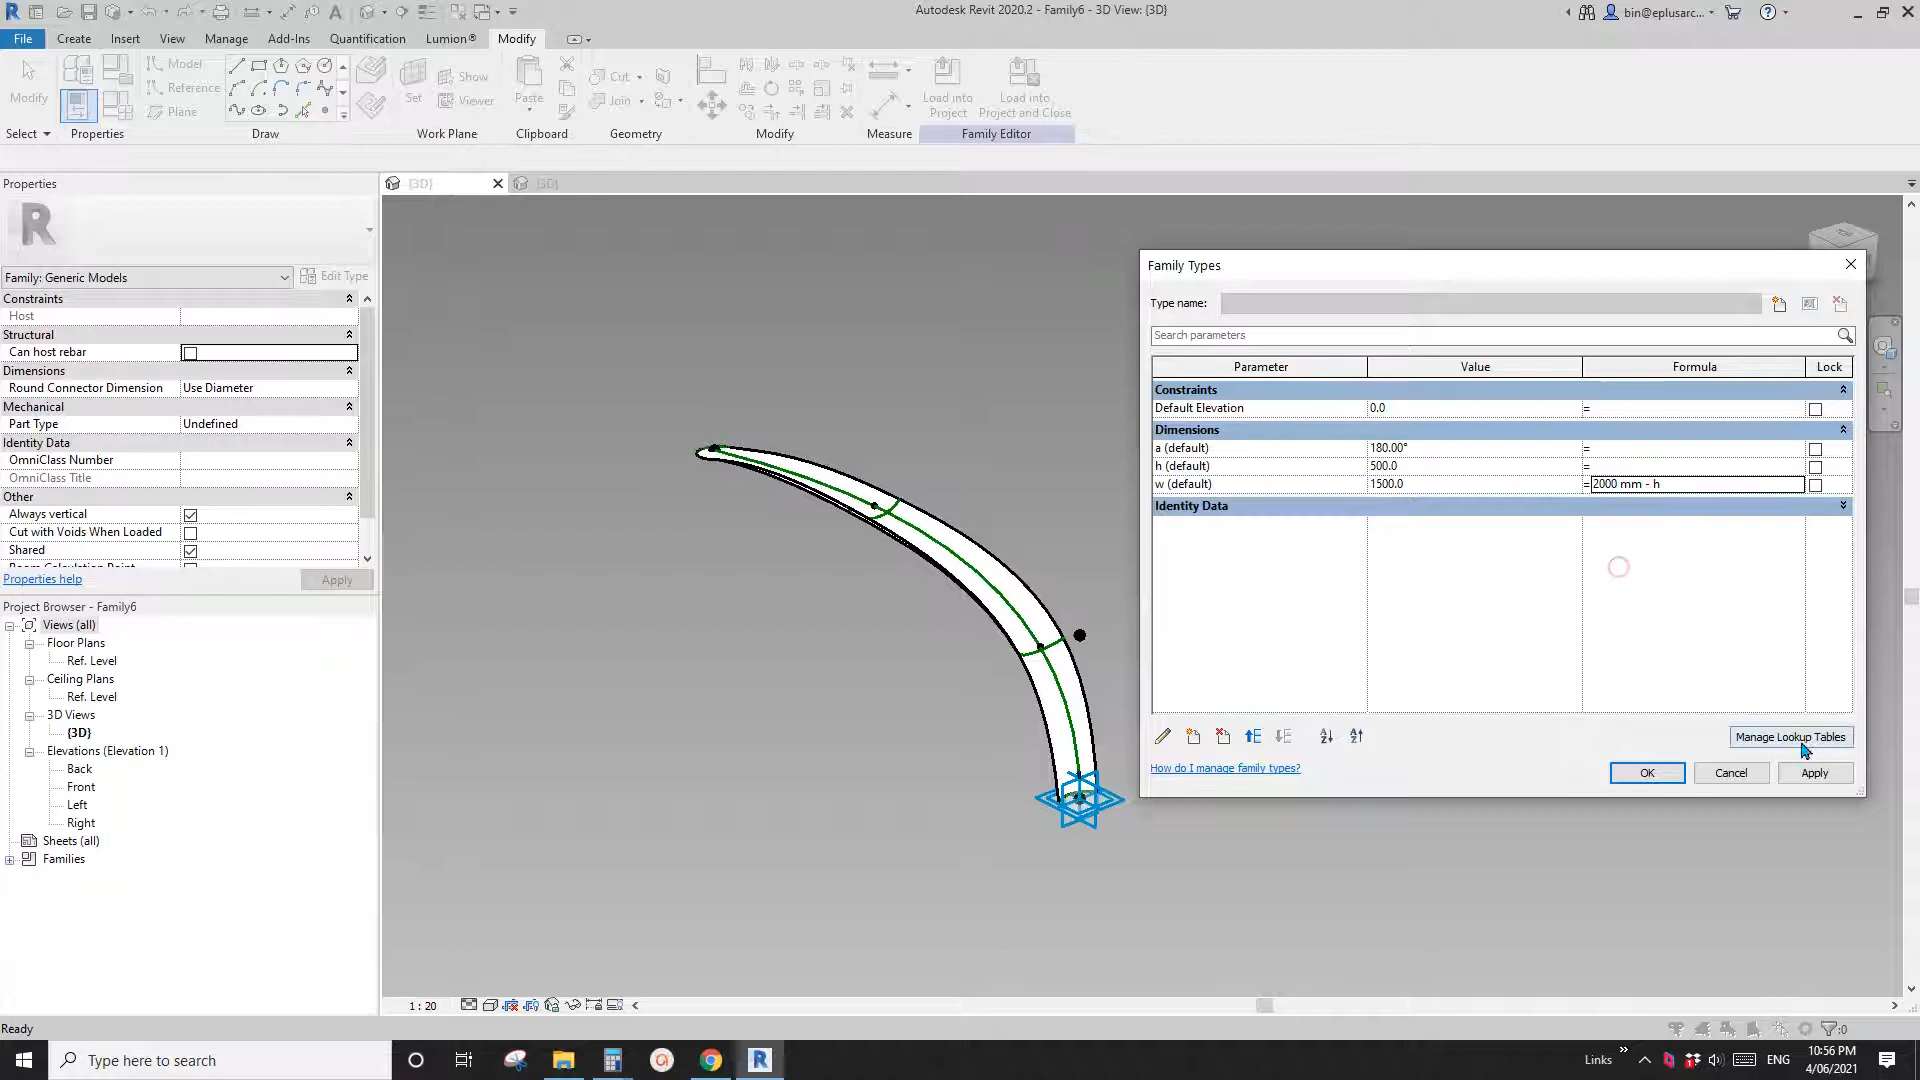 Autodesk Revit 2020.2 - Family6 - 3D View: {3D}
bin@eplusarc...
File Create Insert View Manage Add-Ins Quantification Lumion® Modify
Modify
Select
Properties
Model
Reference
Plane
Draw
Set
Show
Viewer
Work Plane
Paste
Clipboard
Cut
Join
Geometry
Modify
Measure
Load into Project
Load into Project and Close
Family Editor
Properties
R
Family: Generic Models
Edit Type
Constraints
Host
Structural
Can host rebar
Dimensions
Round Connector Dimension Use Diameter
Mechanical
Part Type Undefined
Identity Data
OmniClass Number
OmniClass Title
Other
Always vertical
Cut with Voids When Loaded
Shared
Room Calculation Point
Properties help
Apply
Project Browser - Family6
Views (all)
Floor Plans
Ref. Level
Ceiling Plans
Ref. Level
3D Views
{3D}
Elevations (Elevation 1)
Back
Front
Left
Right
Sheets (all)
Families
{3D}
{3D}
Family Types
Type name:
Search parameters
Parameter Value Formula Lock
Constraints
Default Elevation 0.0 =
Dimensions
a (default) 180.00° =
h (default) 500.0 =
w (default) 1500.0 = 2000 mm - h
Identity Data
Manage Lookup Tables
How do I manage family types?
OK Cancel Apply
1 : 20
Ready
:0
Type here to search
Links
ENG
10:56 PM
4/06/2021